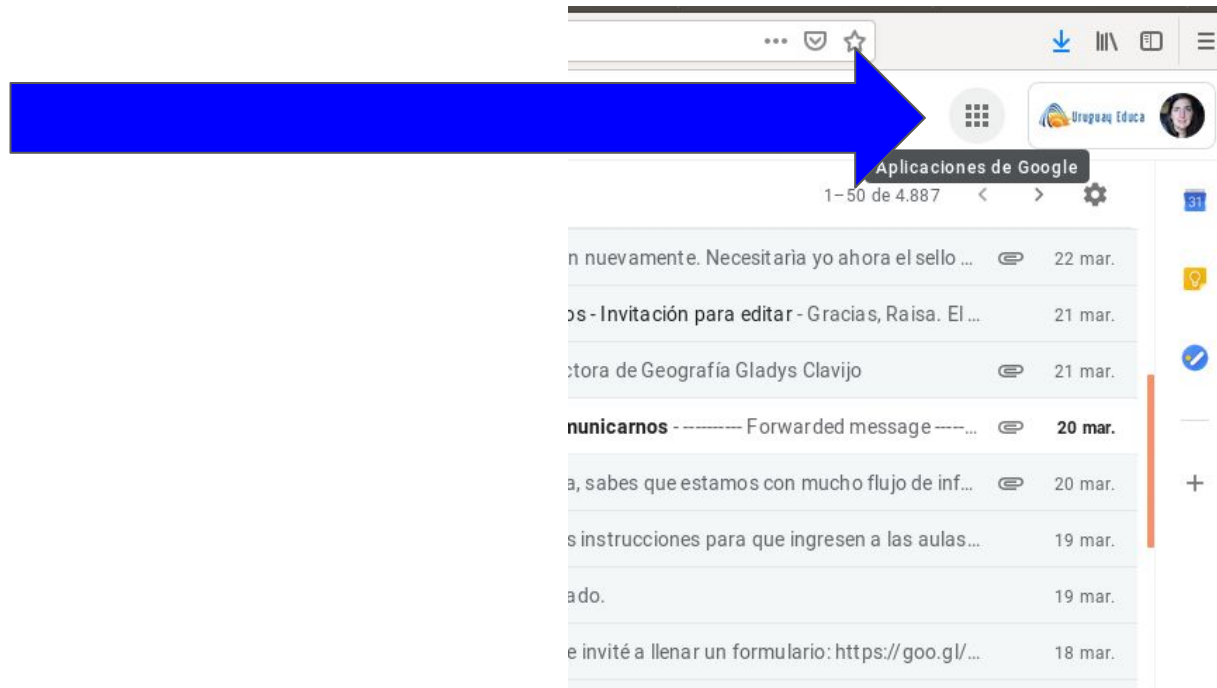 Uruguay Educa
Aplicaciones de Google
1–50 de 4.887
31
n nuevamente. Necesitarìa yo ahora el sello ... 22 mar.
os - Invitación para editar - Gracias, Raisa. El ... 21 mar.
ctora de Geografía Gladys Clavijo 21 mar.
municarnos - ---------- Forwarded message -----... 20 mar.
a, sabes que estamos con mucho flujo de inf... 20 mar.
s instrucciones para que ingresen a las aulas... 19 mar.
ado. 19 mar.
e invité a llenar un formulario: https://goo.gl/... 18 mar.